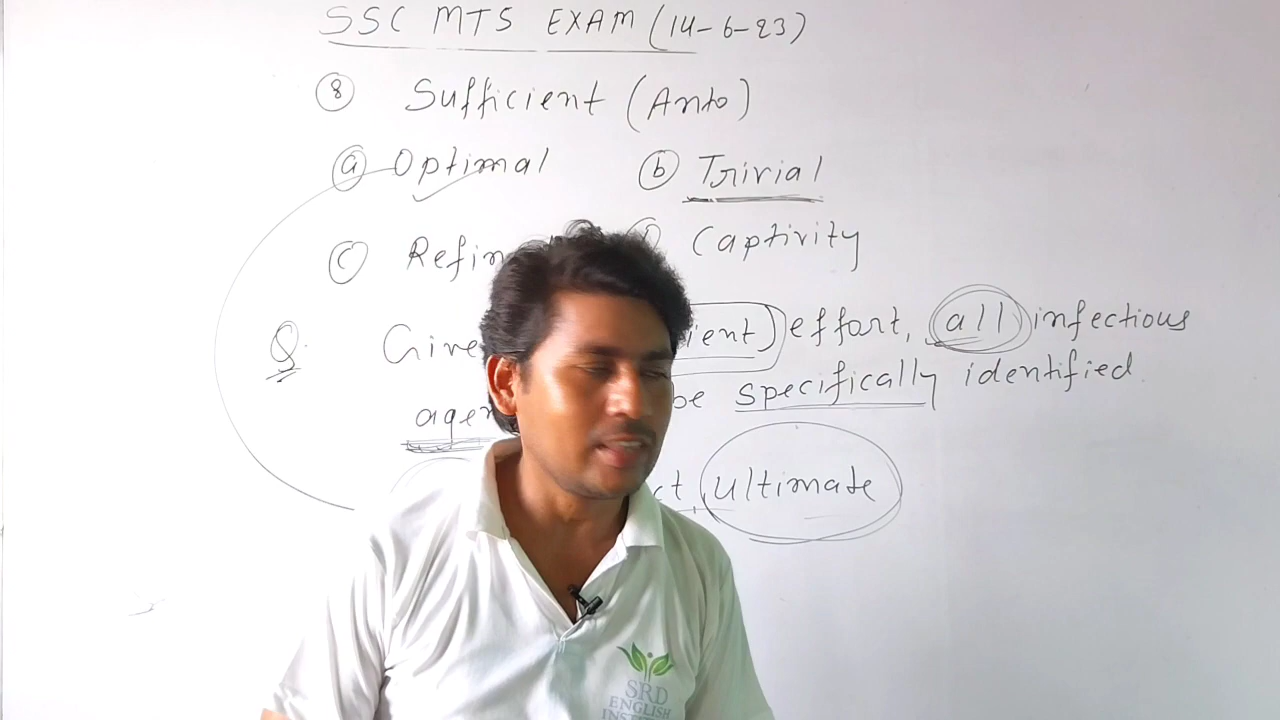 SSC MTS EXAM (14-6-23)
8 Sufficient (Anto)
a Optimal b Trivial
c Captivity
Q effort, all infectious
be specifically identified
ultimate
SRD
ENGLISH